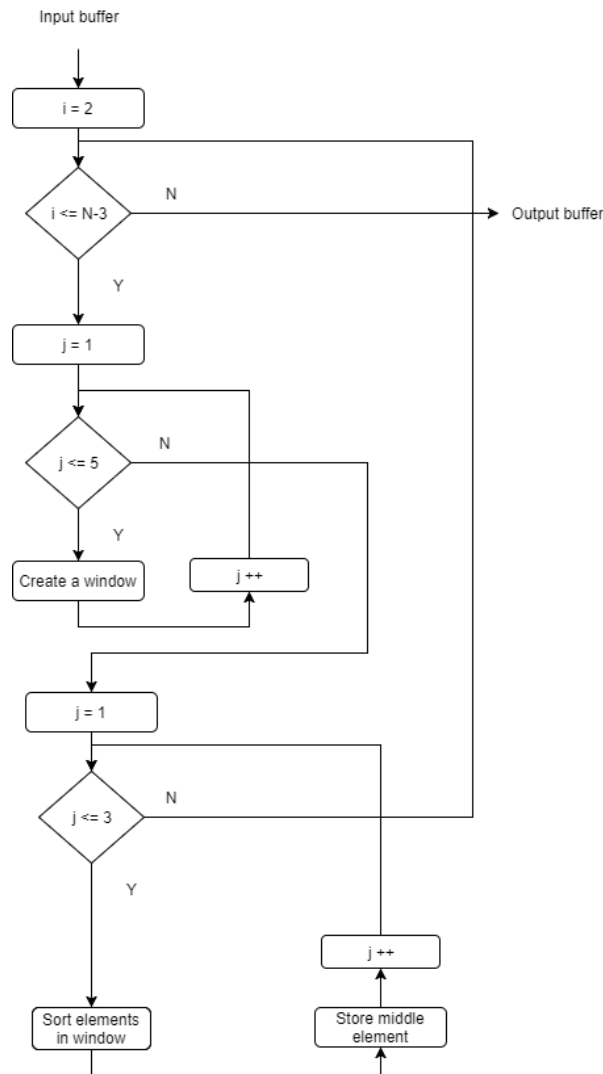 Input buffer
i = 2
N
i <= N-3
Output buffer
Y
j = 1
N
j <= 5
Y
Create a window
j ++
j = 1
N
j <= 3
Y
j ++
Sort elements
in window
Store middle
element